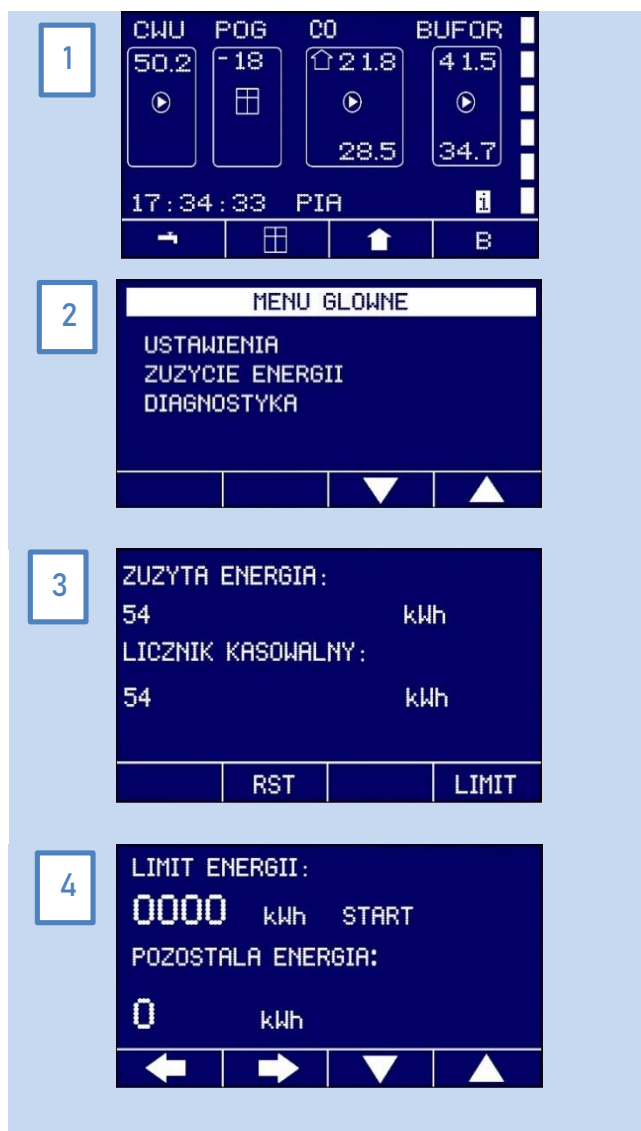 1
CWU POG CO BUFOR
50.2 -18 21.8 41.5
28.5 34.7
17:34:33 PIA i
B
2
MENU GLOWNE
USTAWIENIA
ZUZYCIE ENERGII
DIAGNOSTYKA
3
ZUZYTA ENERGIA:
54 kWh
LICZNIK KASOWALNY:
54 kWh
RST LIMIT
4
LIMIT ENERGII:
0000 kWh START
POZOSTALA ENERGIA:
0 kWh